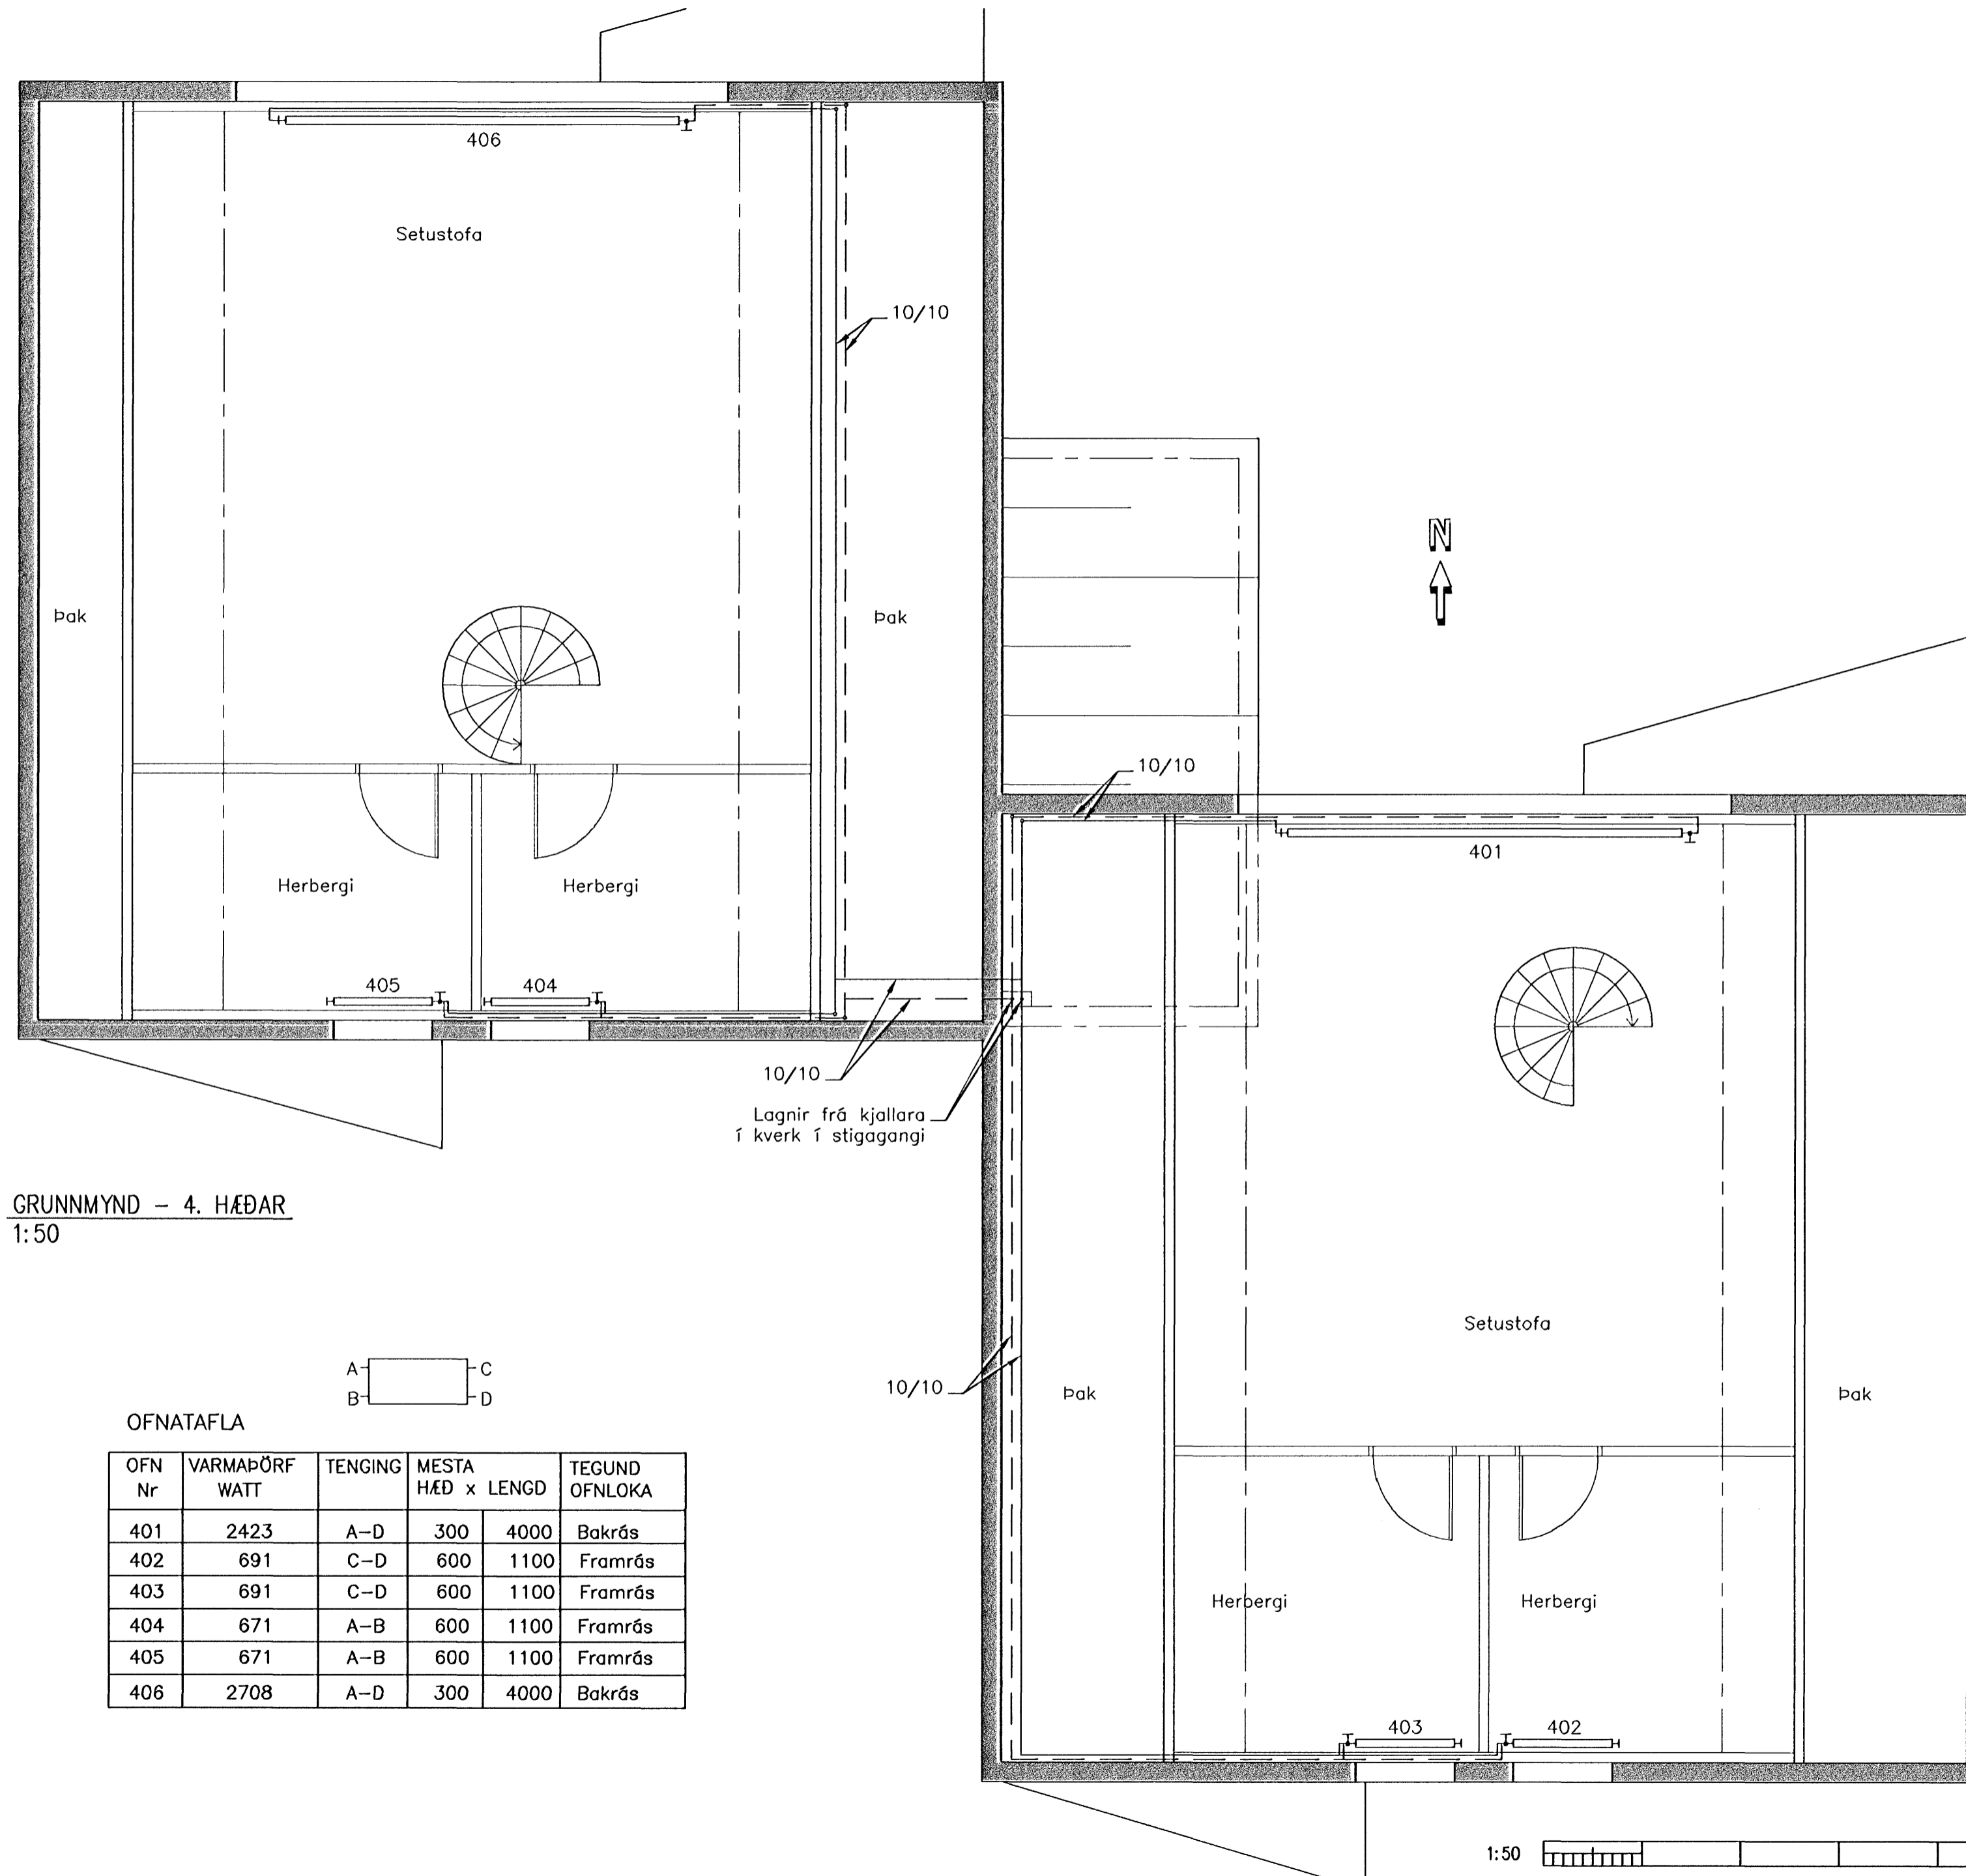 406
Setustofa
10/10
Þak
Þak
N
10/10
401
Herbergi
Herbergi
405
404
10/10
Lagnir frá kjallara
í kverk í stigagangi
GRUNNMYND - 4. HÆÐAR
1:50
Setustofa
10/10
Þak
Þak
A
C
B
D
OFNATAFLA
OFN Nr VARMAÞÖRF WATT TENGING MESTA HÆÐ x LENGD TEGUND OFNLOKA
401 2423 A-D 300 4000 Bakrás
402 691 C-D 600 1100 Framrás
403 691 C-D 600 1100 Framrás
404 671 A-B 600 1100 Framrás
405 671 A-B 600 1100 Framrás
406 2708 A-D 300 4000 Bakrás
Herbergi
Herbergi
403
402
1:50